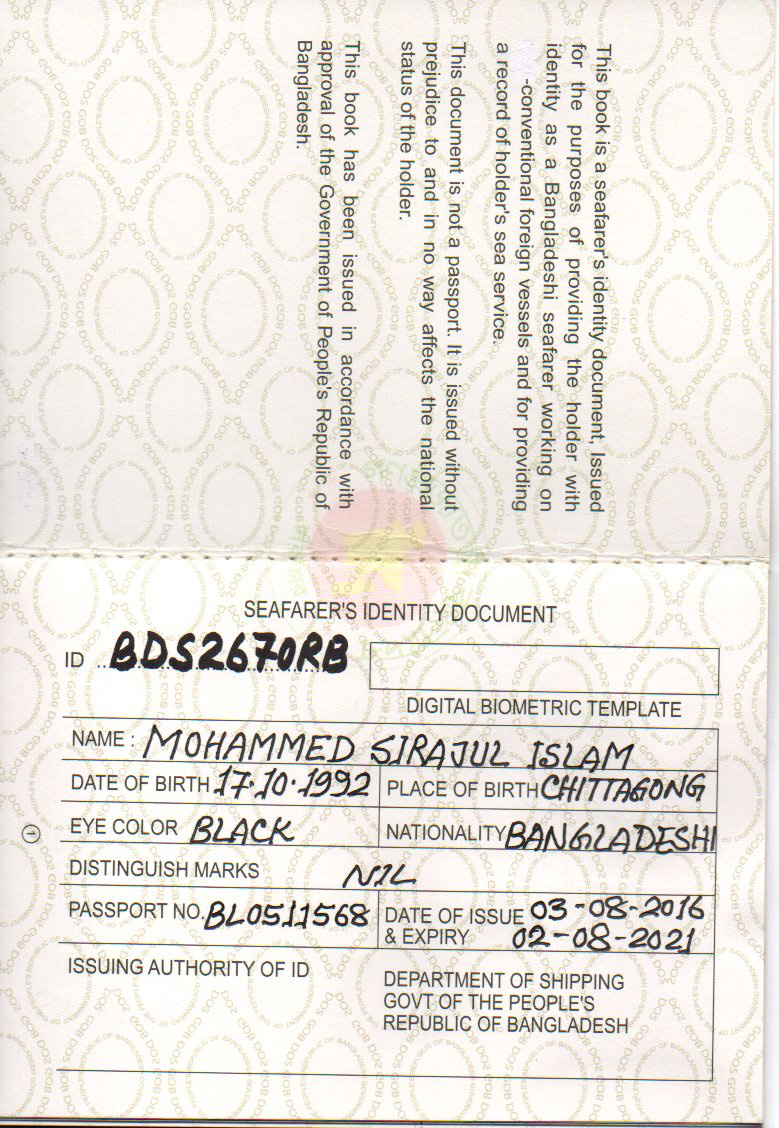 This book is a seafarer's identity document, Issued
for the purposes of providing the holder with
identity as a Bangladeshi seafarer working on
-conventional foreign vessels and for providing
a record of holder's sea service.
This document is not a passport. It is issued without
prejudice to and in no way affects the national
status of the holder.
This book has been issued in accordance with
approval of the Government of People's Republic of
Bangladesh.
SEAFARER'S IDENTITY DOCUMENT
ID ..BDS2670RB
DIGITAL BIOMETRIC TEMPLATE
NAME : MOHAMMED SIRAJUL ISLAM
DATE OF BIRTH 17.10.1992 PLACE OF BIRTH CHITTAGONG
EYE COLOR BLACK NATIONALITY BANGLADESHI
1
DISTINGUISH MARKS NIL
PASSPORT NO. BL0511568 DATE OF ISSUE 03-08-2016
& EXPIRY 02-08-2021
ISSUING AUTHORITY OF ID DEPARTMENT OF SHIPPING
GOVT OF THE PEOPLE'S
REPUBLIC OF BANGLADESH